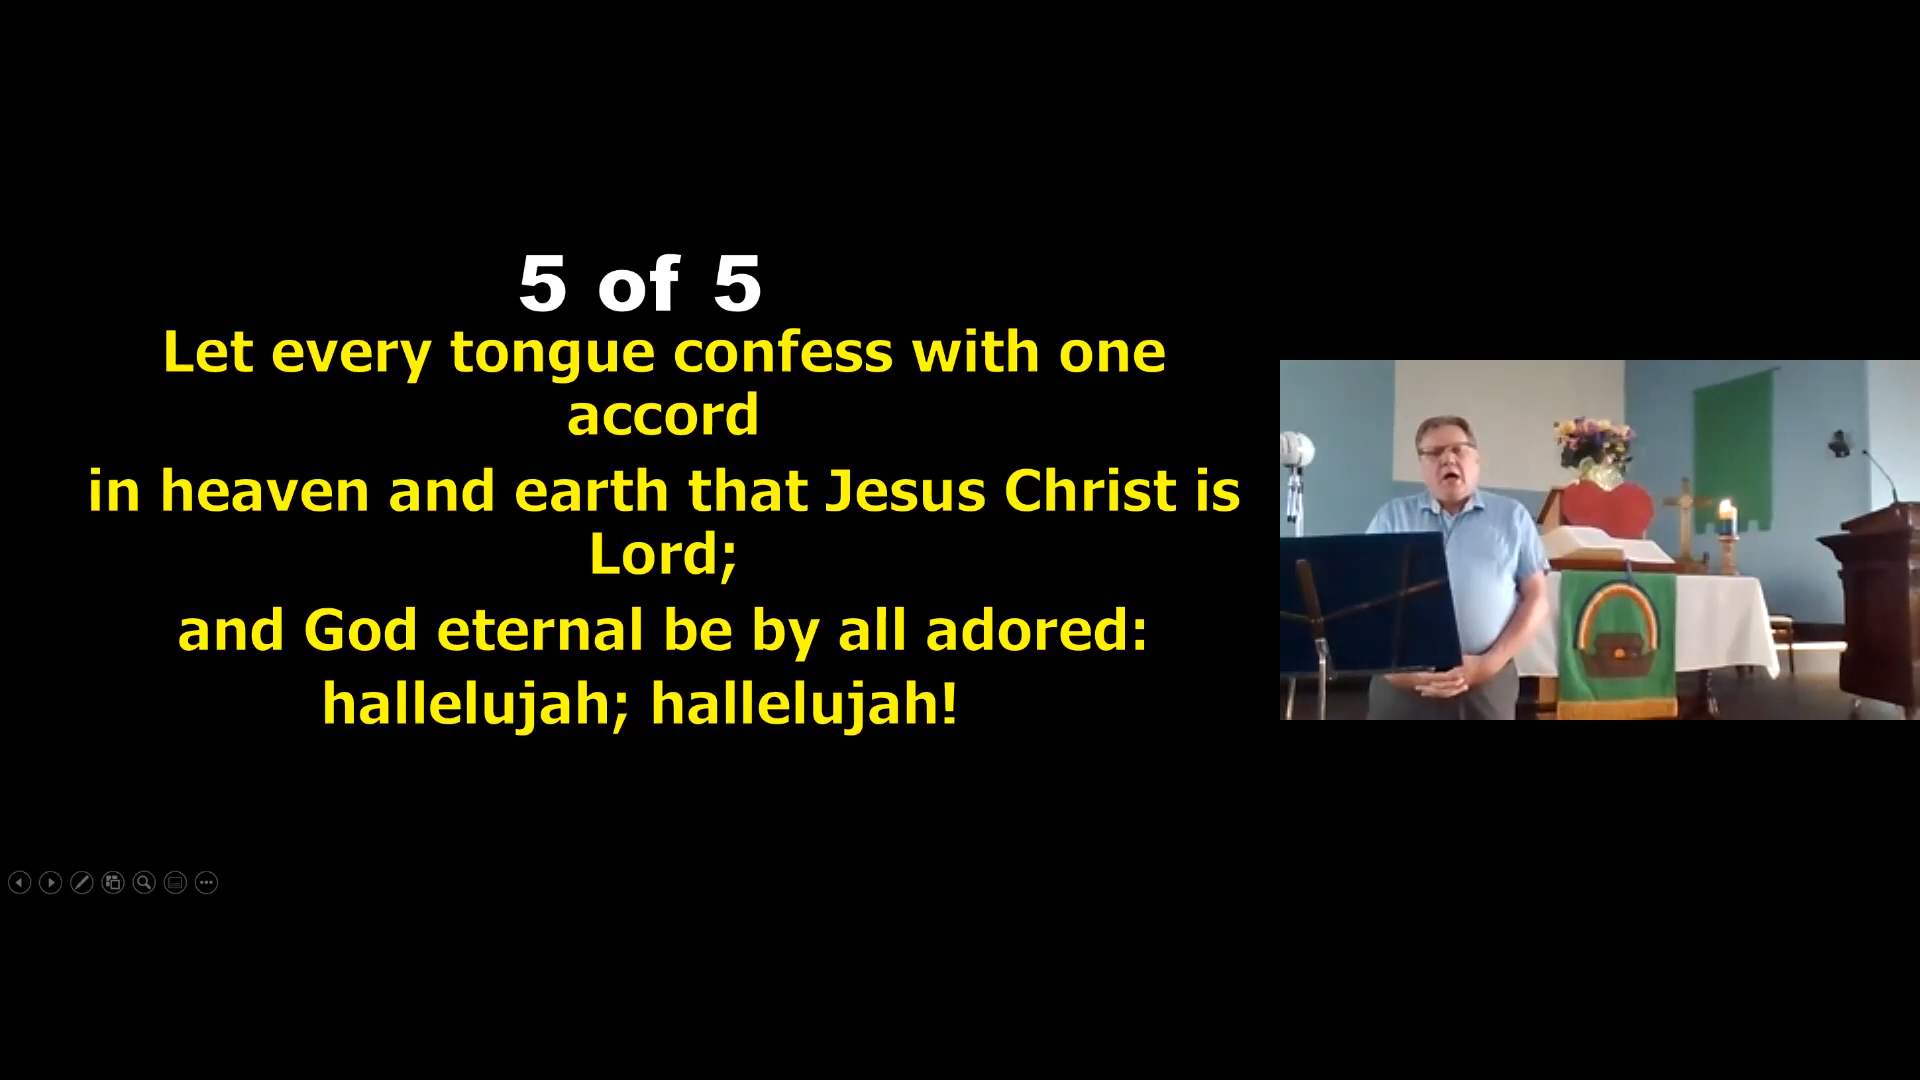 5 of 5
Let every tongue confess with one
accord
in heaven and earth that Jesus Christ is
Lord;
and God eternal be by all adored:
hallelujah; hallelujah!